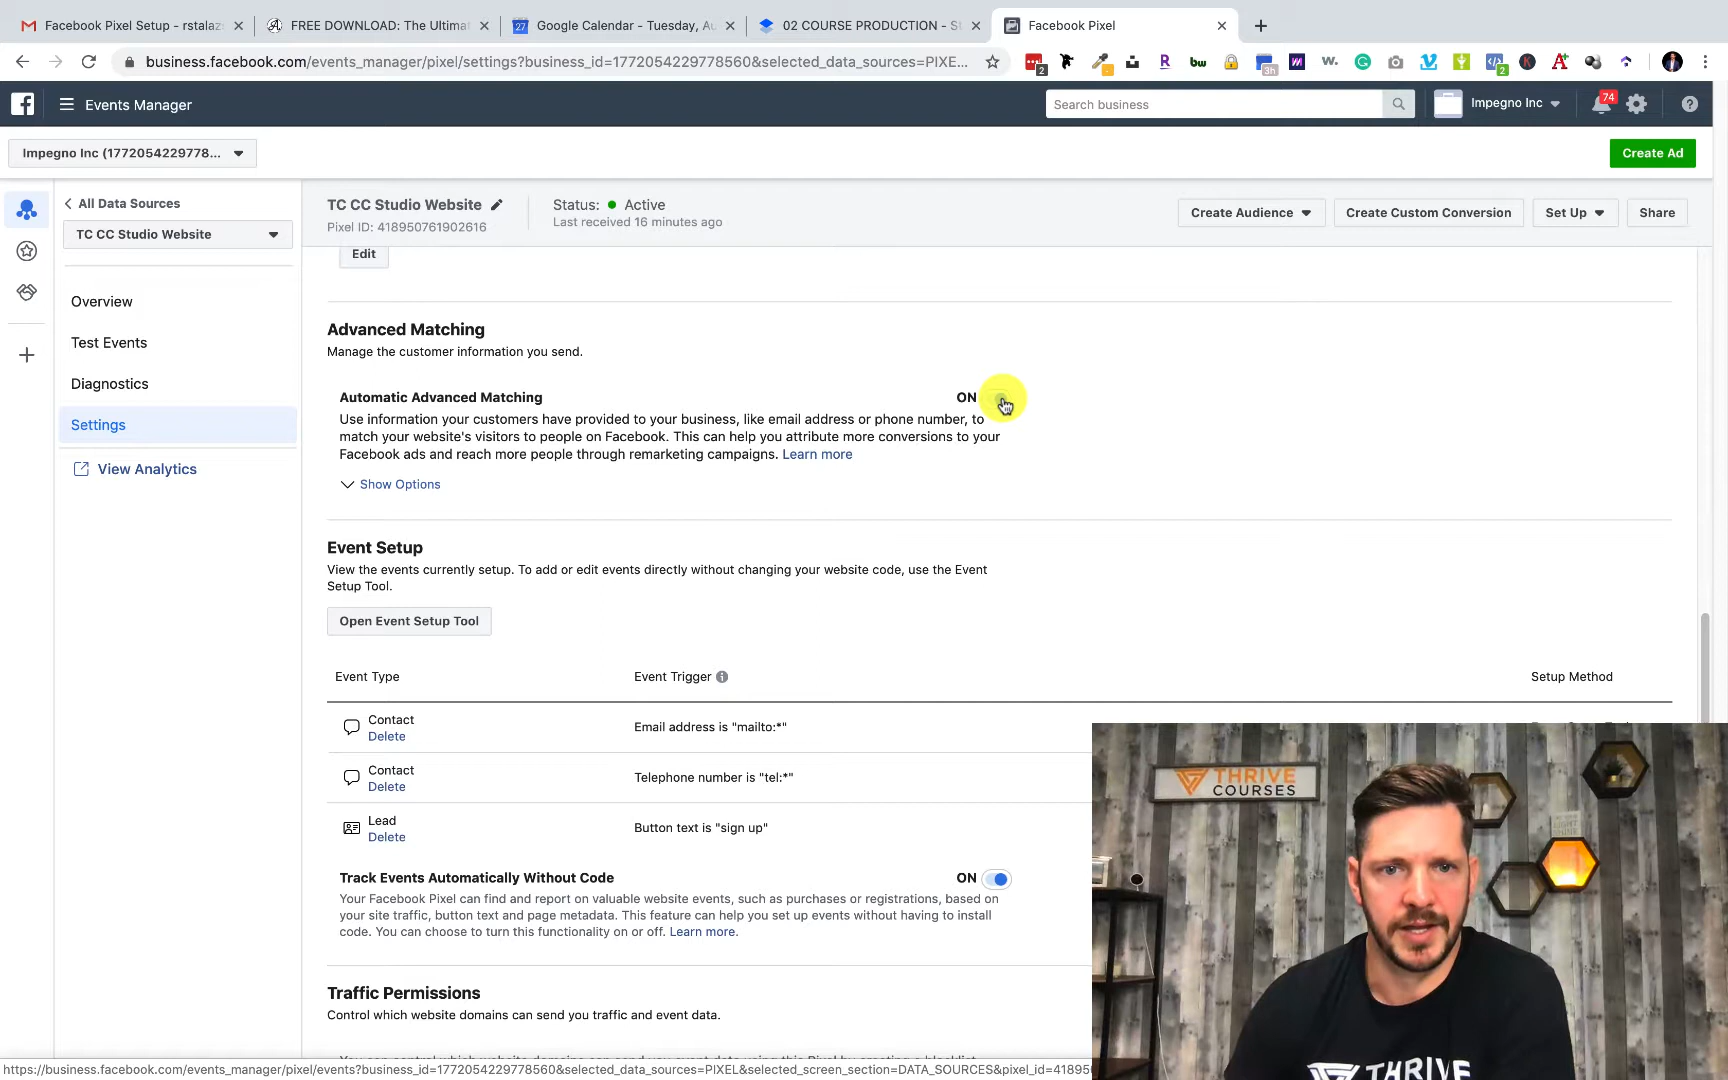 Facebook Pixel Setup - rstalaz
FREE DOWNLOAD: The Ultimat
Google Calendar - Tuesday, Au
02 COURSE PRODUCTION - St
Facebook Pixel
business.facebook.com/events_manager/pixel/settings?business_id=1772054229778560&selected_data_sources=PIXE...
Events Manager
Search business
Impegno Inc
74
Impegno Inc (1772054229778...
Create Ad
All Data Sources
TC CC Studio Website
TC CC Studio Website
Pixel ID: 418950761902616
Status: Active
Last received 16 minutes ago
Create Audience
Create Custom Conversion
Set Up
Share
Overview
Test Events
Diagnostics
Settings
View Analytics
Edit
Advanced Matching
Manage the customer information you send.
Automatic Advanced Matching
ON
Use information your customers have provided to your business, like email address or phone number, to
match your website's visitors to people on Facebook. This can help you attribute more conversions to your
Facebook ads and reach more people through remarketing campaigns. Learn more
Show Options
Event Setup
View the events currently setup. To add or edit events directly without changing your website code, use the Event
Setup Tool.
Open Event Setup Tool
Event Type
Event Trigger
Setup Method
Contact
Delete
Email address is "mailto:*"
Contact
Delete
Telephone number is "tel:*"
Lead
Delete
Button text is "sign up"
Track Events Automatically Without Code
ON
Your Facebook Pixel can find and report on valuable website events, such as purchases or registrations, based on
your site traffic, button text and page metadata. This feature can help you set up events without having to install
code. You can choose to turn this functionality on or off. Learn more.
Traffic Permissions
Control which website domains can send you traffic and event data.
https://business.facebook.com/events_manager/pixel/events?business_id=1772054229778560&selected_data_sources=PIXEL&selected_screen_section=DATA_SOURCES&pixel_id=41895
THRIVE
COURSES
THRIVE